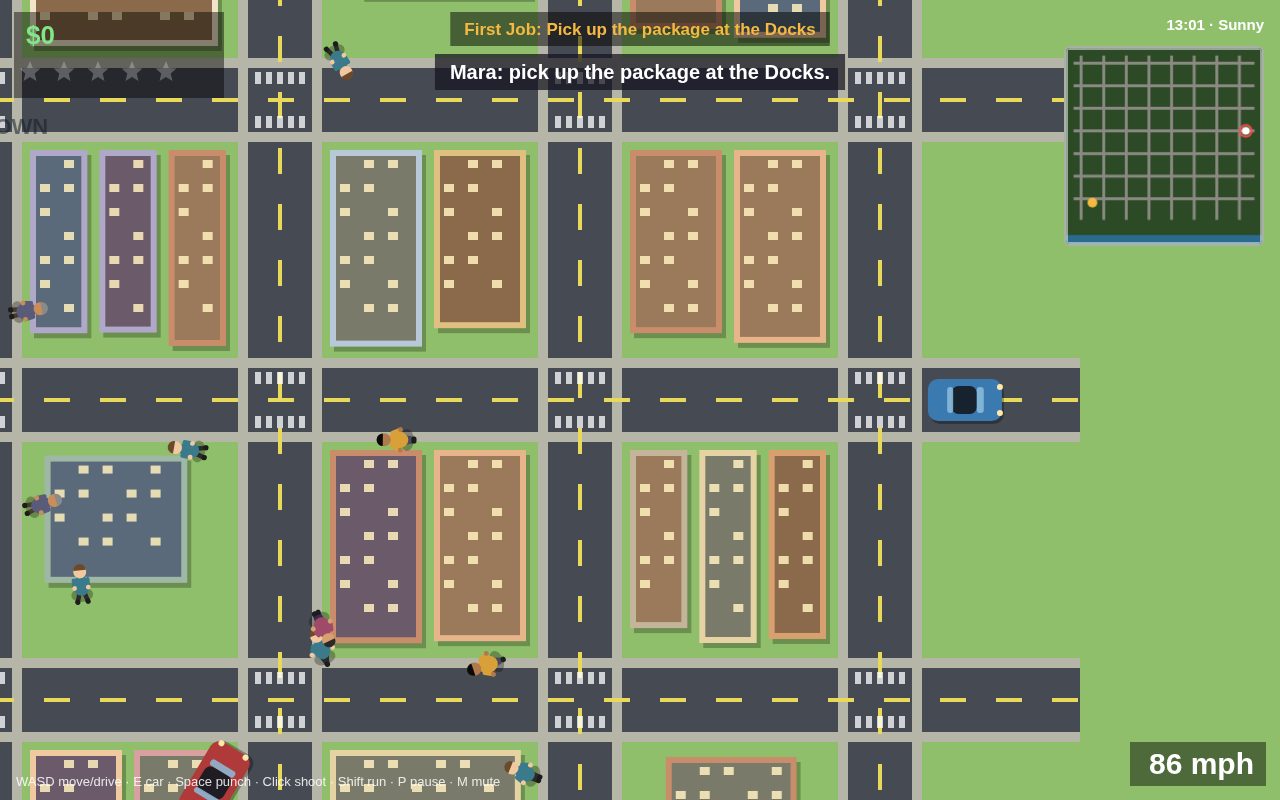 $0
First Job: Pick up the package at the Docks
Mara: pick up the package at the Docks.
13:01 · Sunny
OWN
86 mph
WASD move/drive · E car · Space punch · Click shoot · Shift run · P pause · M mute